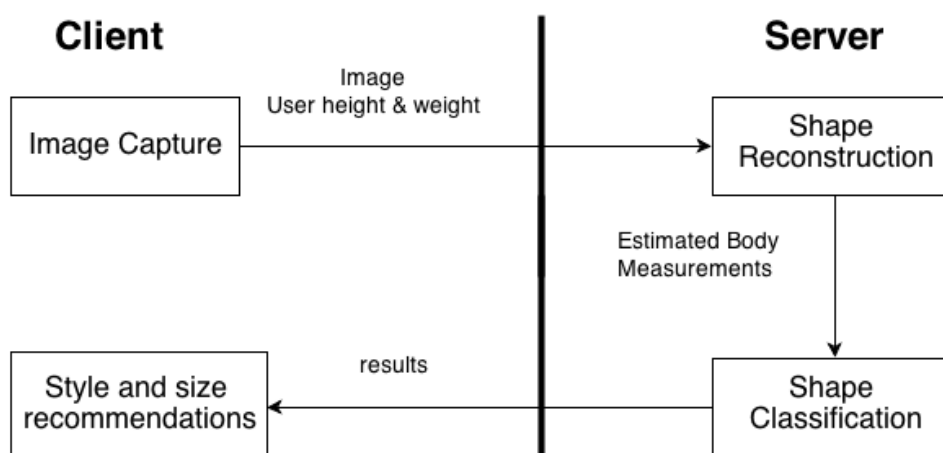 Client
Server
Image
User height & weight
Image Capture
Shape
Reconstruction
Estimated Body
Measurements
results
Style and size
recommendations
Shape
Classification